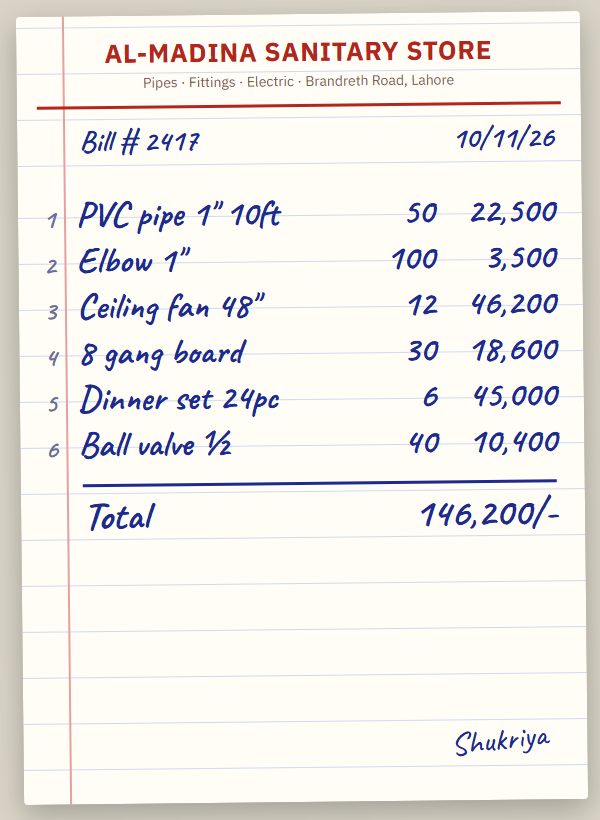 AL-MADINA SANITARY STORE
Pipes · Fittings · Electric · Brandreth Road, Lahore
Bill # 2417 10/11/26
1 PVC pipe 1" 10ft 50 22,500
2 Elbow 1" 100 3,500
3 Ceiling fan 48" 12 46,200
4 8 gang board 30 18,600
5 Dinner set 24pc 6 45,000
6 Ball valve ½ 40 10,400
Total 146,200/-
Shukriya